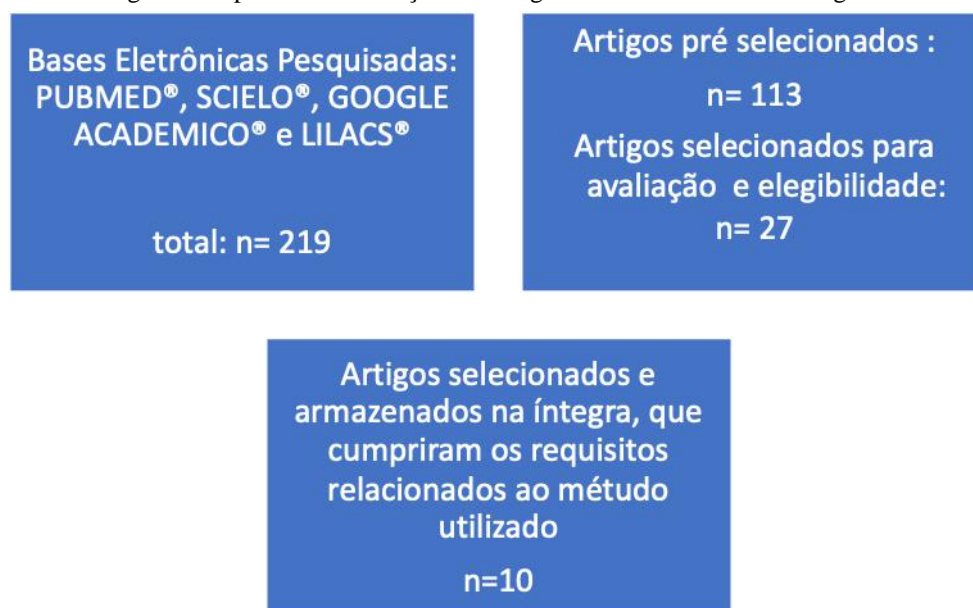 Bases Eletrônicas Pesquisadas:
PUBMED®, SCIELO®, GOOGLE
ACADEMICO® e LILACS®
total: n= 219
Artigos pré selecionados :
n= 113
Artigos selecionados para
avaliação e elegibilidade:
n= 27
Artigos selecionados e
armazenados na íntegra, que
cumpriram os requisitos
relacionados ao métudo
utilizado
n=10